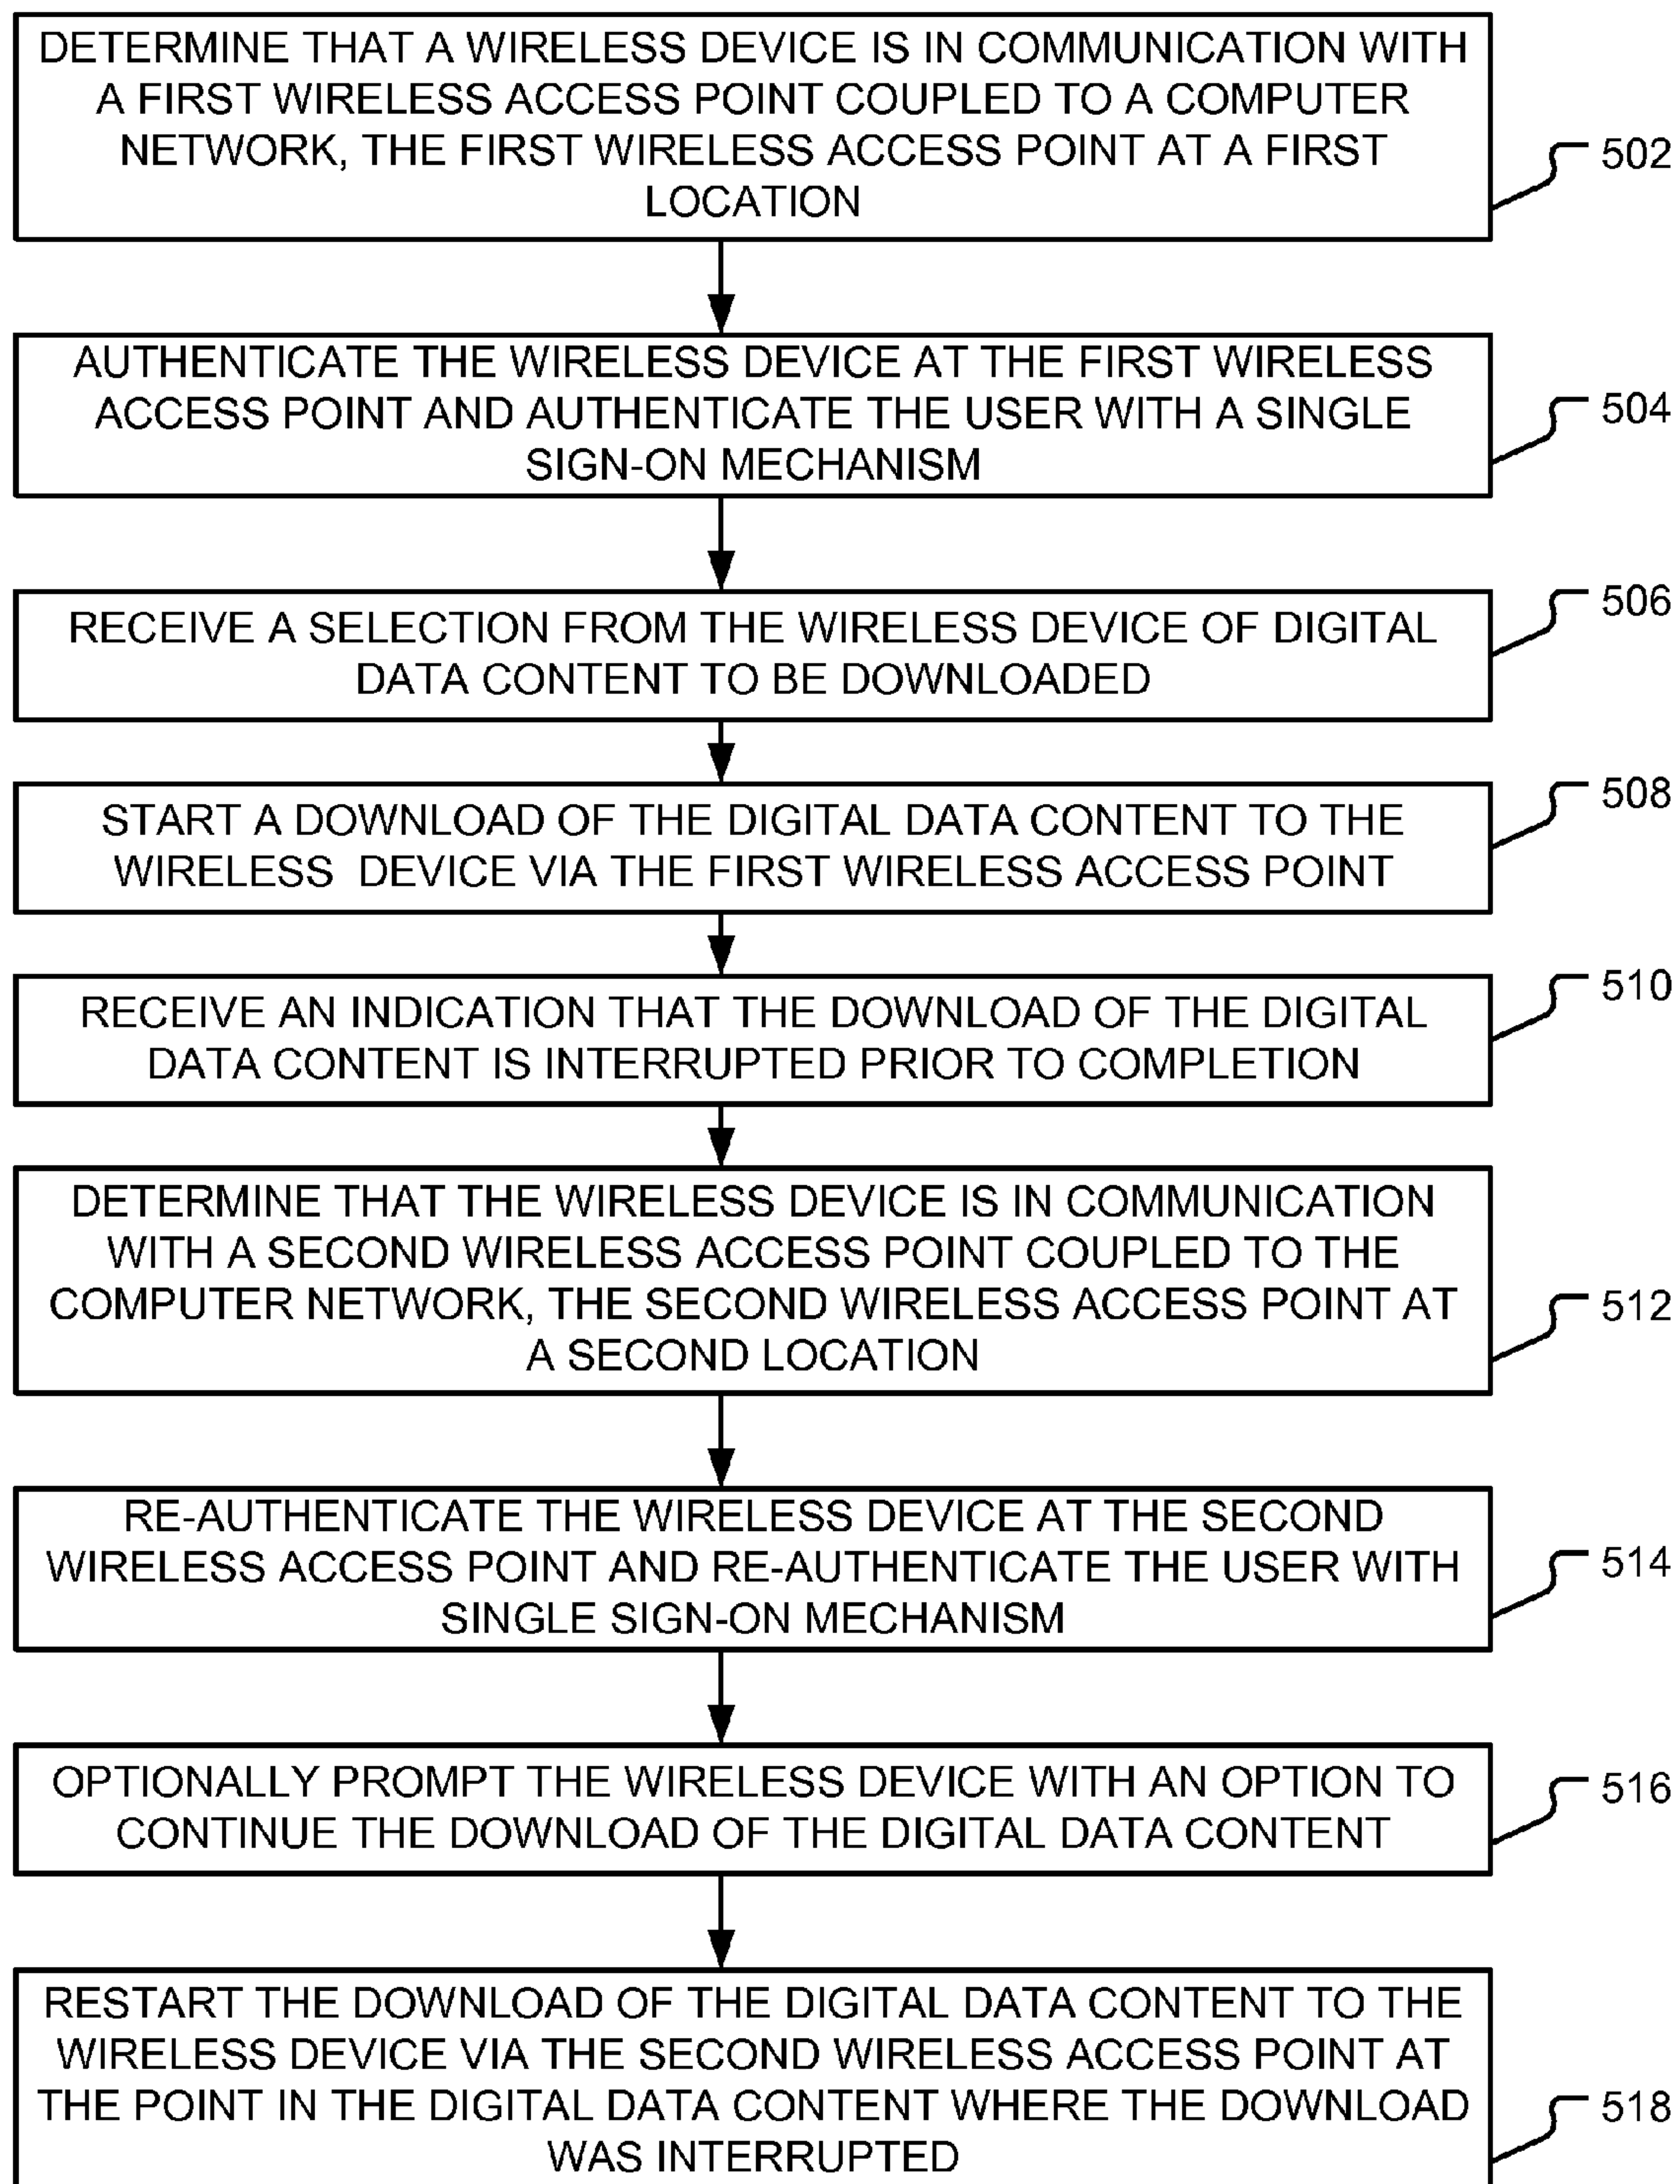 DETERMINE THAT A WIRELESS DEVICE IS IN COMMUNICATION WITH
A FIRST WIRELESS ACCESS POINT COUPLED TO A COMPUTER
NETWORK, THE FIRST WIRELESS ACCESS POINT AT A FIRST
LOCATION
502
AUTHENTICATE THE WIRELESS DEVICE AT THE FIRST WIRELESS
ACCESS POINT AND AUTHENTICATE THE USER WITH A SINGLE
SIGN-ON MECHANISM
504
RECEIVE A SELECTION FROM THE WIRELESS DEVICE OF DIGITAL
DATA CONTENT TO BE DOWNLOADED
506
START A DOWNLOAD OF THE DIGITAL DATA CONTENT TO THE
WIRELESS DEVICE VIA THE FIRST WIRELESS ACCESS POINT
508
RECEIVE AN INDICATION THAT THE DOWNLOAD OF THE DIGITAL
DATA CONTENT IS INTERRUPTED PRIOR TO COMPLETION
510
DETERMINE THAT THE WIRELESS DEVICE IS IN COMMUNICATION
WITH A SECOND WIRELESS ACCESS POINT COUPLED TO THE
COMPUTER NETWORK, THE SECOND WIRELESS ACCESS POINT AT
A SECOND LOCATION
512
RE-AUTHENTICATE THE WIRELESS DEVICE AT THE SECOND
WIRELESS ACCESS POINT AND RE-AUTHENTICATE THE USER WITH
SINGLE SIGN-ON MECHANISM
514
OPTIONALLY PROMPT THE WIRELESS DEVICE WITH AN OPTION TO
CONTINUE THE DOWNLOAD OF THE DIGITAL DATA CONTENT
516
RESTART THE DOWNLOAD OF THE DIGITAL DATA CONTENT TO THE
WIRELESS DEVICE VIA THE SECOND WIRELESS ACCESS POINT AT
THE POINT IN THE DIGITAL DATA CONTENT WHERE THE DOWNLOAD
WAS INTERRUPTED
518